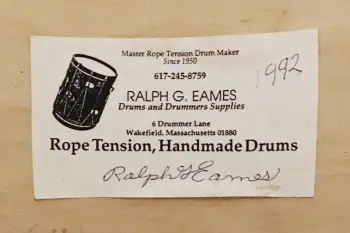 Master Rope Tension Drum Maker
Since 1950
617-245-8759
1992
RALPH G. EAMES
Drums and Drummers Supplies
6 Drummer Lane
Wakefield, Massachusetts 01880
Rope Tension, Handmade Drums
Ralph G Eames